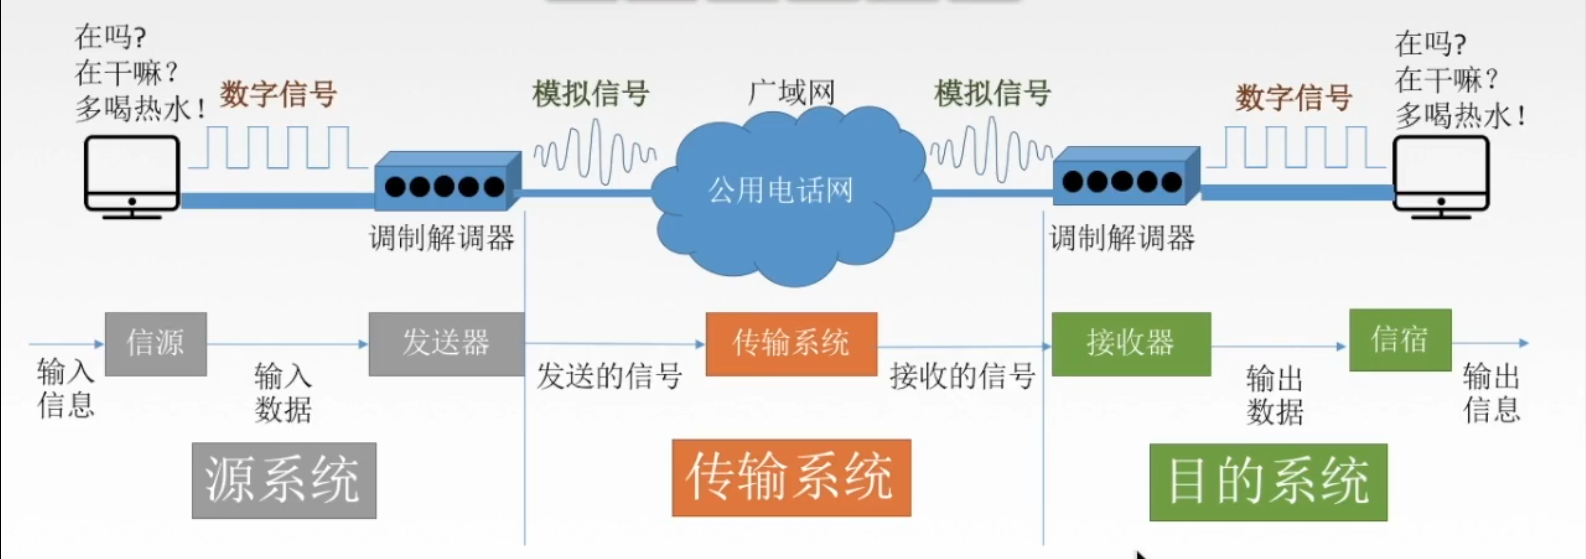 在吗?
在干嘛?
多喝热水!
数字信号
模拟信号
广域网
模拟信号
数字信号
在吗?
在干嘛?
多喝热水!
公用电话网
调制解调器
调制解调器
信源
发送器
传输系统
接收器
信宿
输入
信息
输入
数据
发送的信号
接收的信号
输出
数据
输出
信息
源系统
传输系统
目的系统